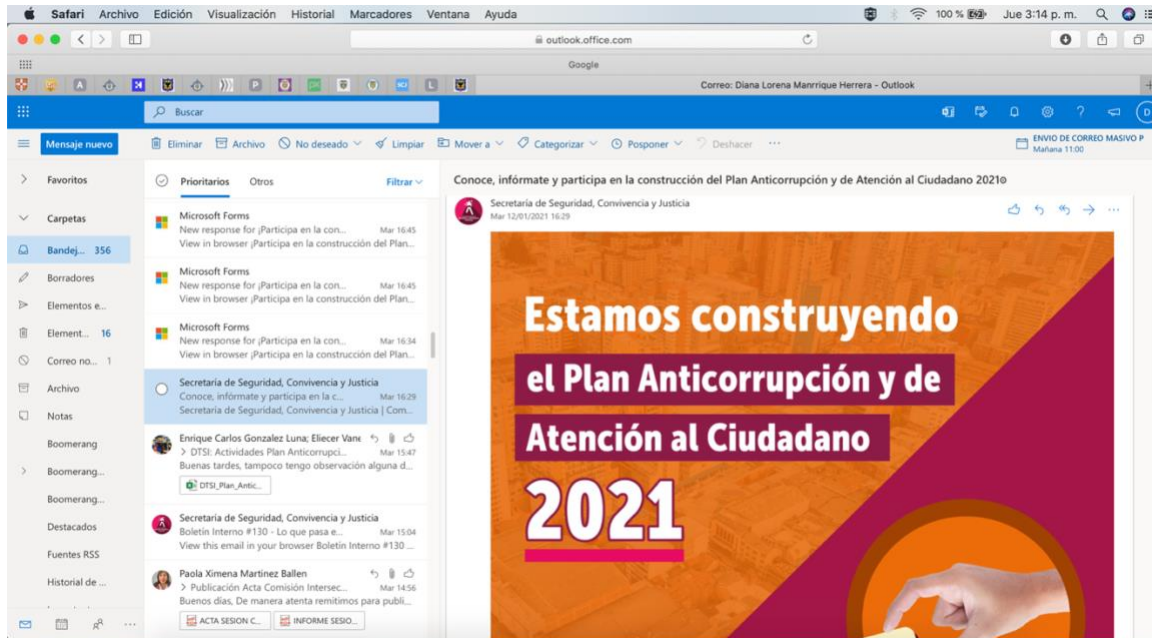 Safari Archivo Edición Visualización Historial Marcadores Ventana Ayuda
100 % Jue 3:14 p. m.
outlook.office.com
Google
Correo: Diana Lorena Manrrique Herrera - Outlook
Buscar
Mensaje nuevo
Eliminar Archivo No deseado Limpiar Mover a Categorizar Posponer Deshacer ...
ENVIO DE CORREO MASIVO P
Mañana 11:00
Favoritos
Carpetas
Bandej... 356
Borradores
Elementos e...
Element... 16
Correo no... 1
Archivo
Notas
Boomerang
Boomerang...
Boomerang...
Destacados
Fuentes RSS
Historial de ...
Prioritarios Otros Filtrar
Microsoft Forms
New response for ¡Participa en la con... Mar 16:45
View in browser ¡Participa en la construcción del Plan...
Microsoft Forms
New response for ¡Participa en la con... Mar 16:45
View in browser ¡Participa en la construcción del Plan...
Microsoft Forms
New response for ¡Participa en la con... Mar 16:34
View in browser ¡Participa en la construcción del Plan...
Secretaría de Seguridad, Convivencia y Justicia
Conoce, infórmate y participa en la c... Mar 16:29
Secretaría de Seguridad, Convivencia y Justicia | Com...
Enrique Carlos Gonzalez Luna; Eliecer Vane
> DTSI: Actividades Plan Anticorrupci... Mar 15:47
Buenas tardes, tampoco tengo observación alguna d...
DTSI_Plan_Antic...
Secretaría de Seguridad, Convivencia y Justicia
Boletín Interno #130 - Lo que pasa e... Mar 15:04
View this email in your browser Boletín Interno #130 ...
Paola Ximena Martinez Ballen
> Publicación Acta Comisión Intersec... Mar 14:56
Buenos días, De manera atenta remitimos para publi...
ACTA SESION C... INFORME SESIO...
Conoce, infórmate y participa en la construcción del Plan Anticorrupción y de Atención al Ciudadano 2021
Secretaría de Seguridad, Convivencia y Justicia
Mar 12/01/2021 16:29
Estamos construyendo
el Plan Anticorrupción y de
Atención al Ciudadano
2021